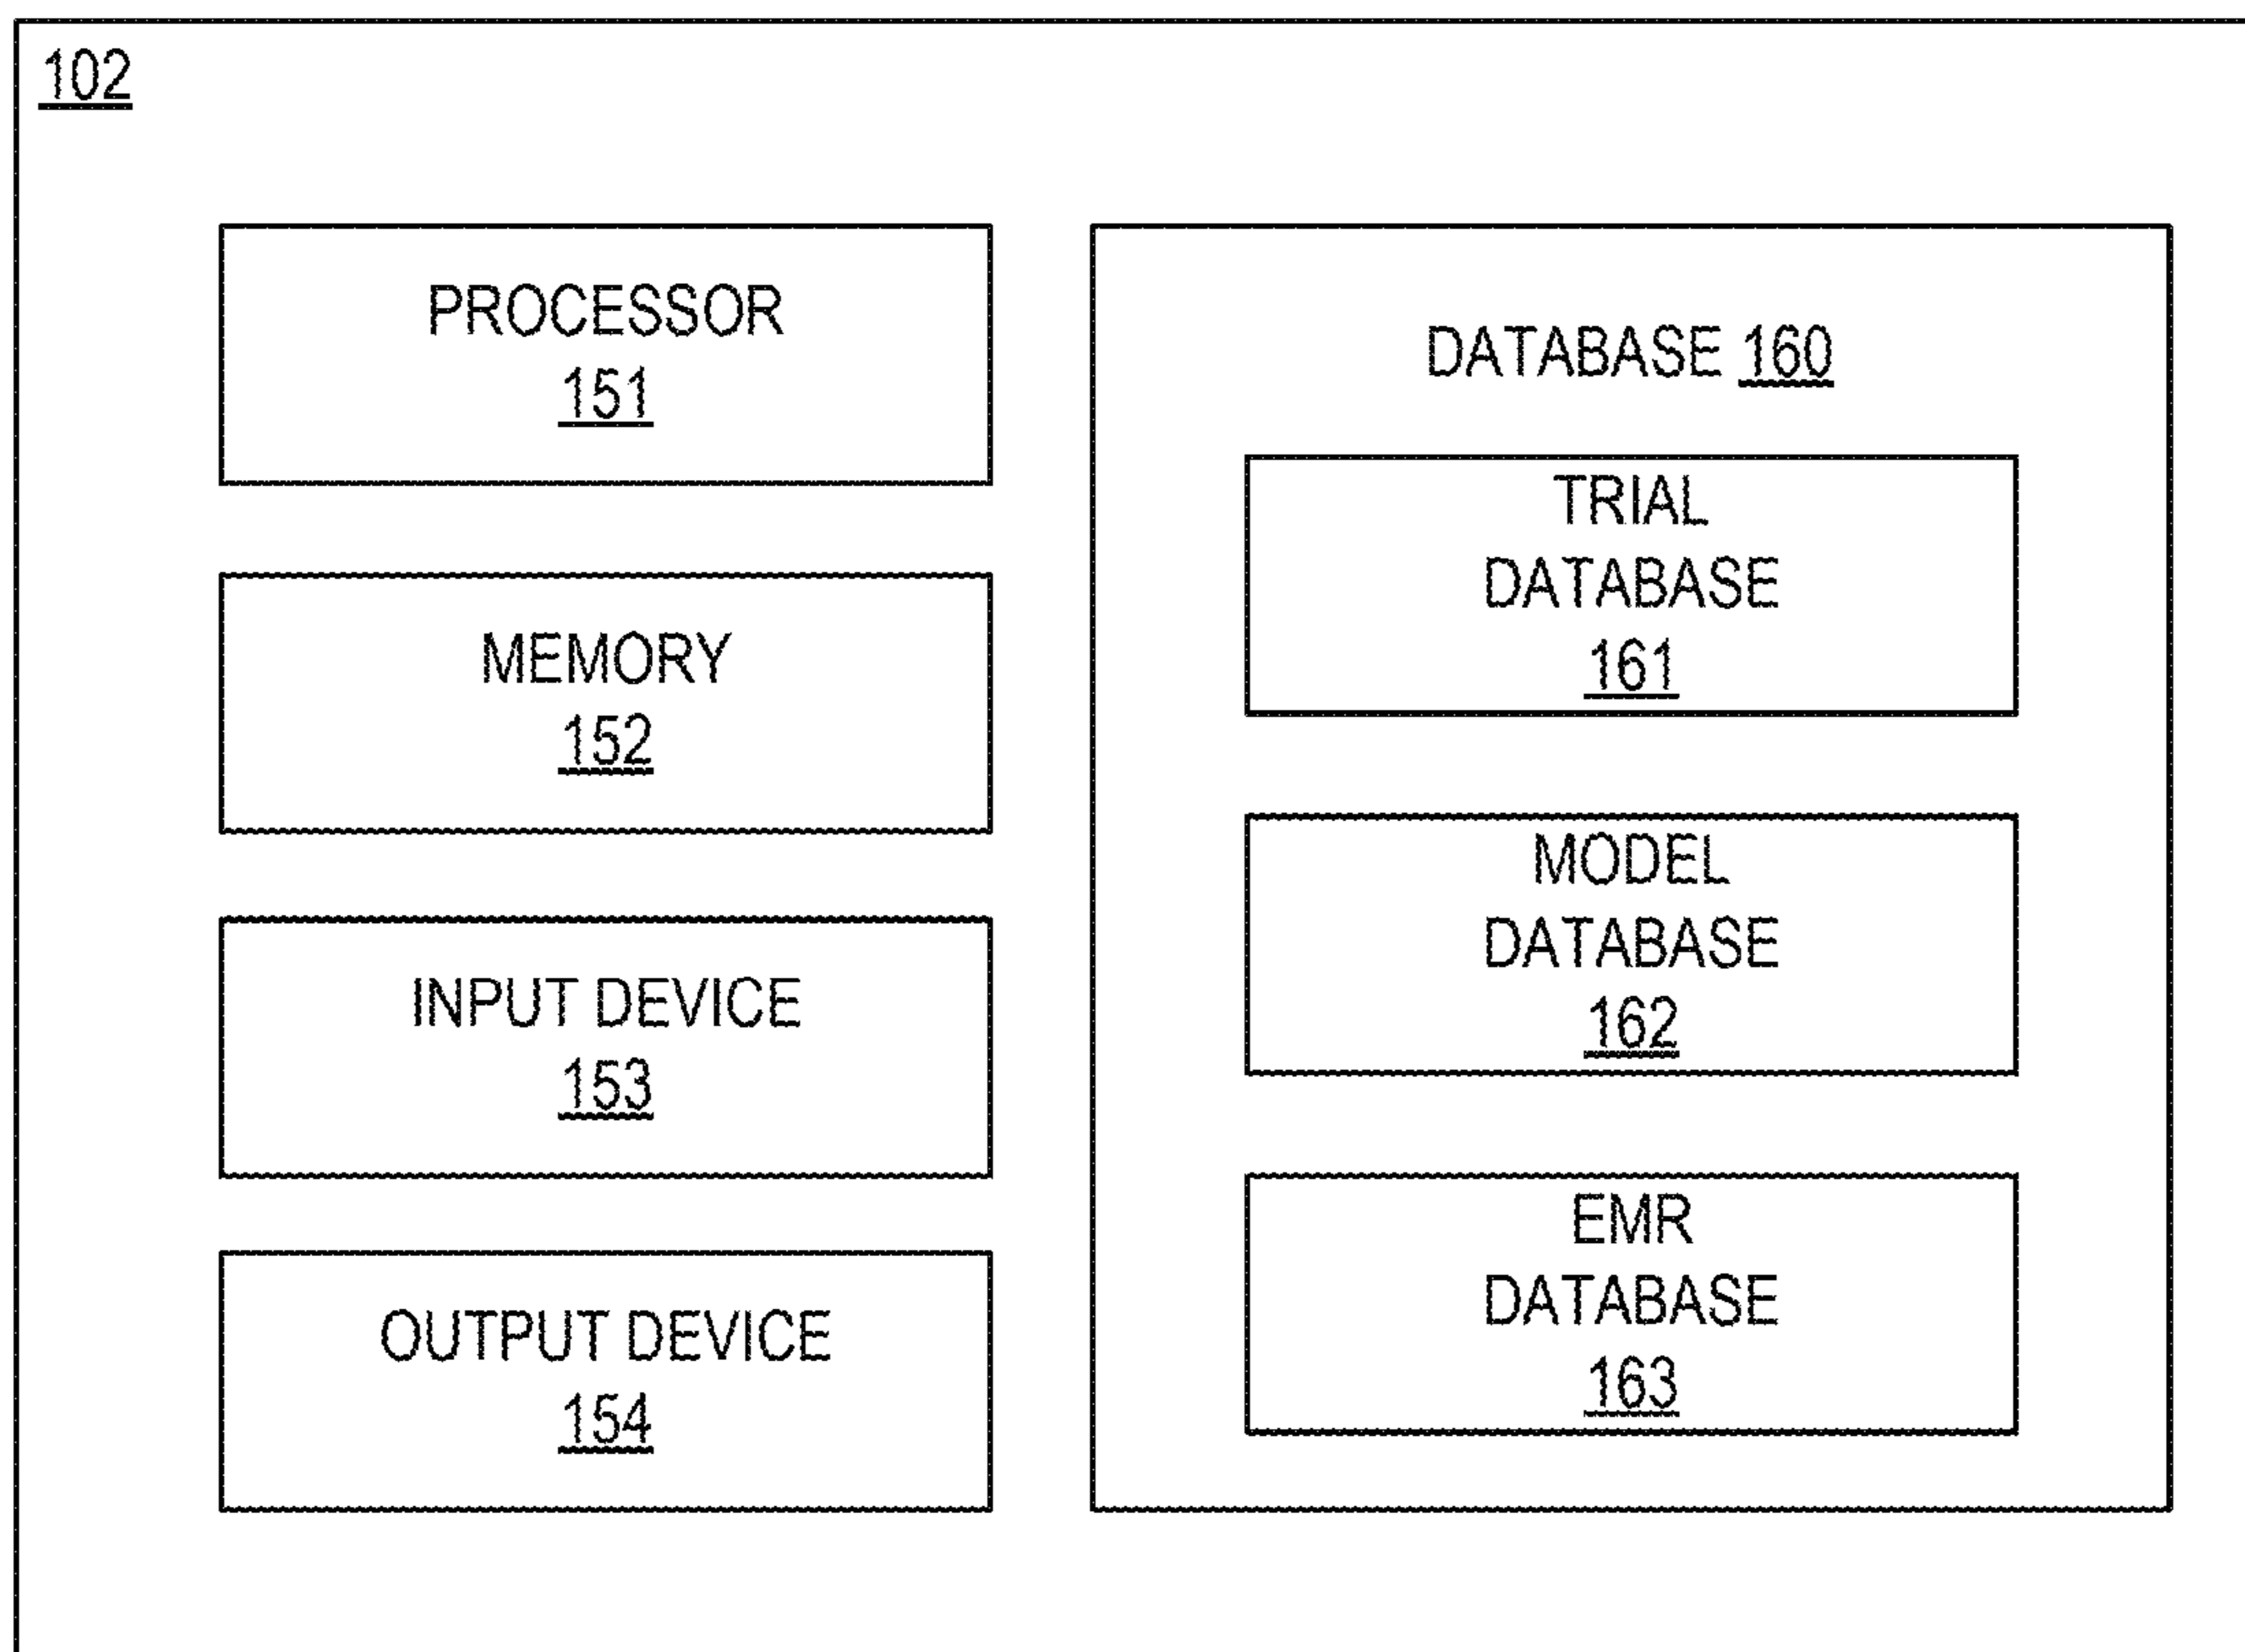 102
PROCESSOR
151
MEMORY
152
INPUT DEVICE
153
OUTPUT DEVICE
154
DATABASE 160
TRIAL
DATABASE
161
MODEL
DATABASE
162
EMR
DATABASE
163